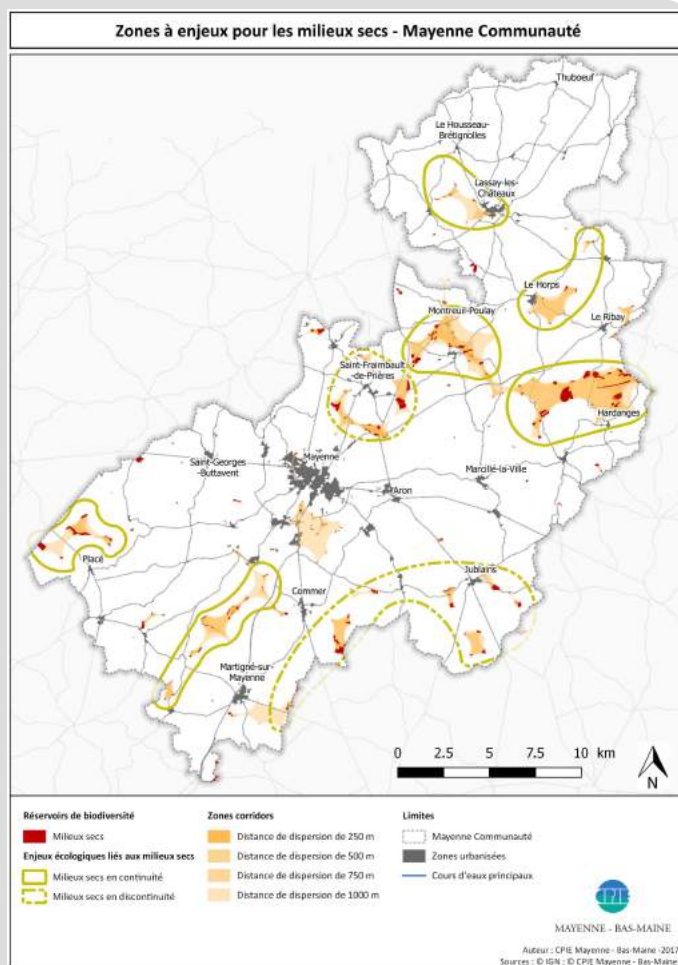 Zones à enjeux pour les milieux secs - Mayenne Communauté
Thuboeuf
Le Housseau-
Brétignolles
Lassay-les-
Châteaux
Le Horps
Montreuil-Poulay
Le Ribay
Saint-Fraimbault
-de-Prières
Hardanges
Mayenne
Saint-Georges-
Buttavent
Marcillé-la-Ville
Aron
Placé
Jublains
Commer
Martigné-sur-
Mayenne
0 2.5 5 7.5 10 km
N
Réservoirs de biodiversité
Milieux secs
Enjeux écologiques liés aux milieux secs
Milieux secs en continuité
Milieux secs en discontinuité
Zones corridors
Distance de dispersion de 250 m
Distance de dispersion de 500 m
Distance de dispersion de 750 m
Distance de dispersion de 1000 m
Limites
Mayenne Communauté
Zones urbanisées
Cours d'eaux principaux
CPIE
MAYENNE - BAS-MAINE
Auteur : CPIE Mayenne - Bas-Maine -2017
Sources : © IGN ; © CPIE Mayenne - Bas-Maine